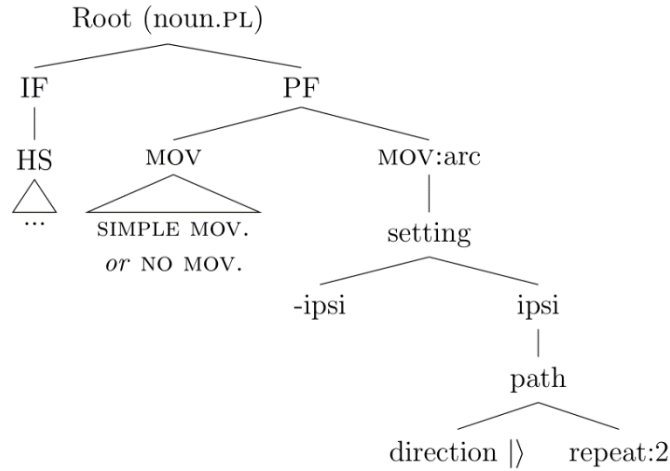 Root (noun.PL)
IF PF
HS MOV MOV:arc
...
SIMPLE MOV.
or NO MOV.
setting
-ipsi ipsi
path
direction |⟩ repeat:2